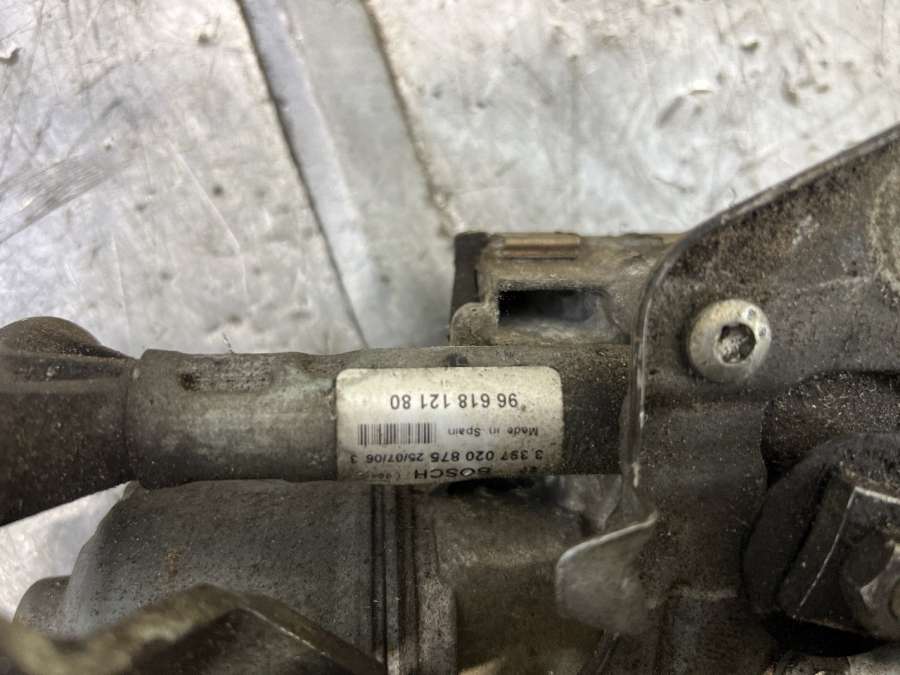 BOSCH
3 397 020 875 25/07/06 3
Made in Spain
96 618 121 80